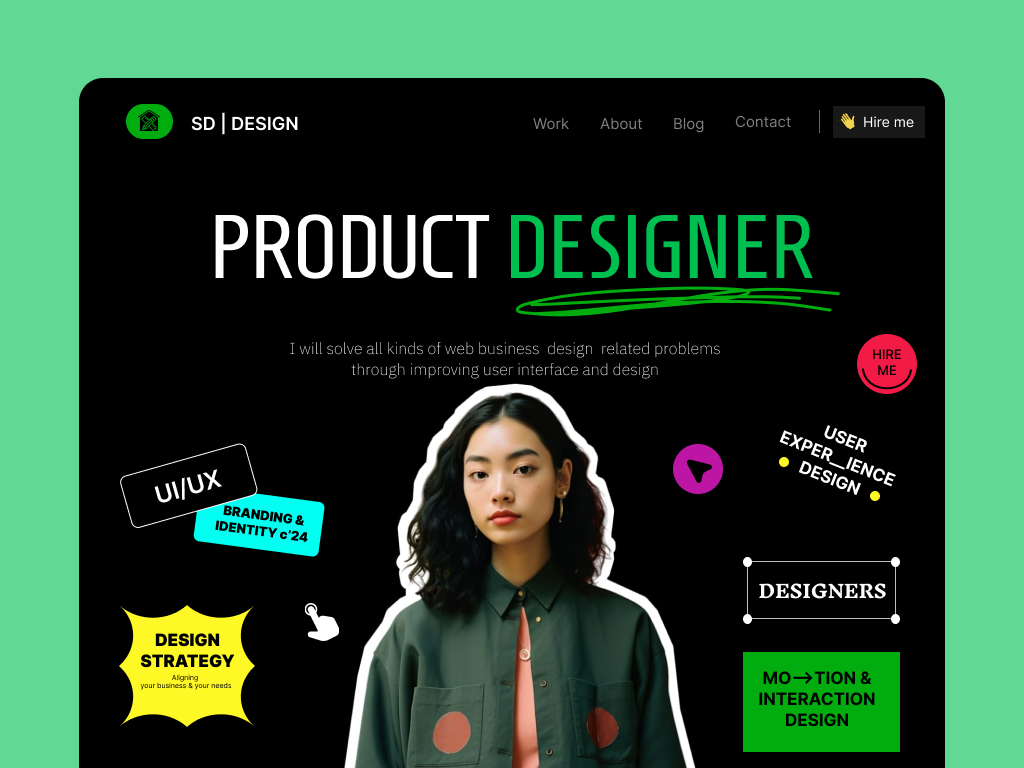 SD | DESIGN
Work
About
Blog
Contact
👋 Hire me
PRODUCT DESIGNER
I will solve all kinds of web business design related problems
through improving user interface and design
HIRE
ME
USER
EXPER__IENCE
DESIGN
UI/UX
BRANDING &
IDENTITY c'24
DESIGNERS
DESIGN
STRATEGY
Aligning
your business & your needs
MO→TION &
INTERACTION
DESIGN